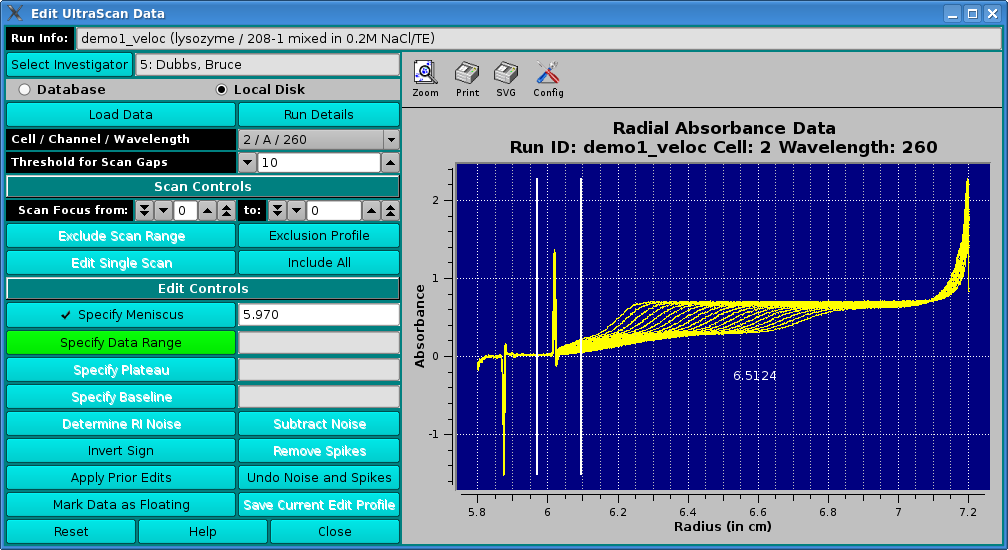 Edit UltraScan Data
Run Info: demo1_veloc (lysozyme / 208-1 mixed in 0.2M NaCl/TE)
Select Investigator 5: Dubbs, Bruce
Database Local Disk
Load Data Run Details
Cell / Channel / Wavelength 2 / A / 260
Threshold for Scan Gaps 10
Scan Controls
Scan Focus from: 0 to: 0
Exclude Scan Range Exclusion Profile
Edit Single Scan Include All
Edit Controls
Specify Meniscus 5.970
Specify Data Range
Specify Plateau
Specify Baseline
Determine RI Noise Subtract Noise
Invert Sign Remove Spikes
Apply Prior Edits Undo Noise and Spikes
Mark Data as Floating Save Current Edit Profile
Reset Help Close
Zoom Print SVG Config
Radial Absorbance Data
Run ID: demo1_veloc Cell: 2 Wavelength: 260
Absorbance
2
1
0
-1
6.5124
5.8 6 6.2 6.4 6.6 6.8 7 7.2
Radius (in cm)